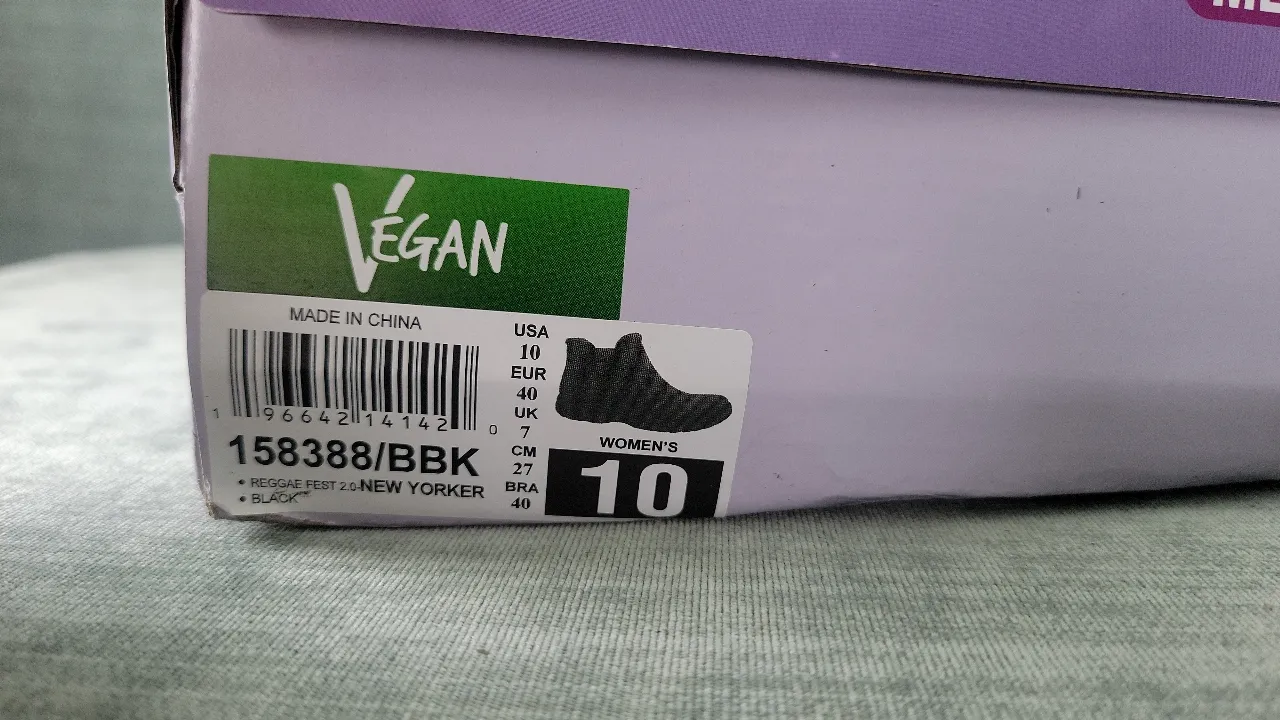 VEGAN
MADE IN CHINA
1 96642 14142 0
158388/BBK
• REGGAE FEST 2.0-NEW YORKER
• BLACK
USA
10
EUR
40
UK
7
CM
27
BRA
40
WOMEN'S
10